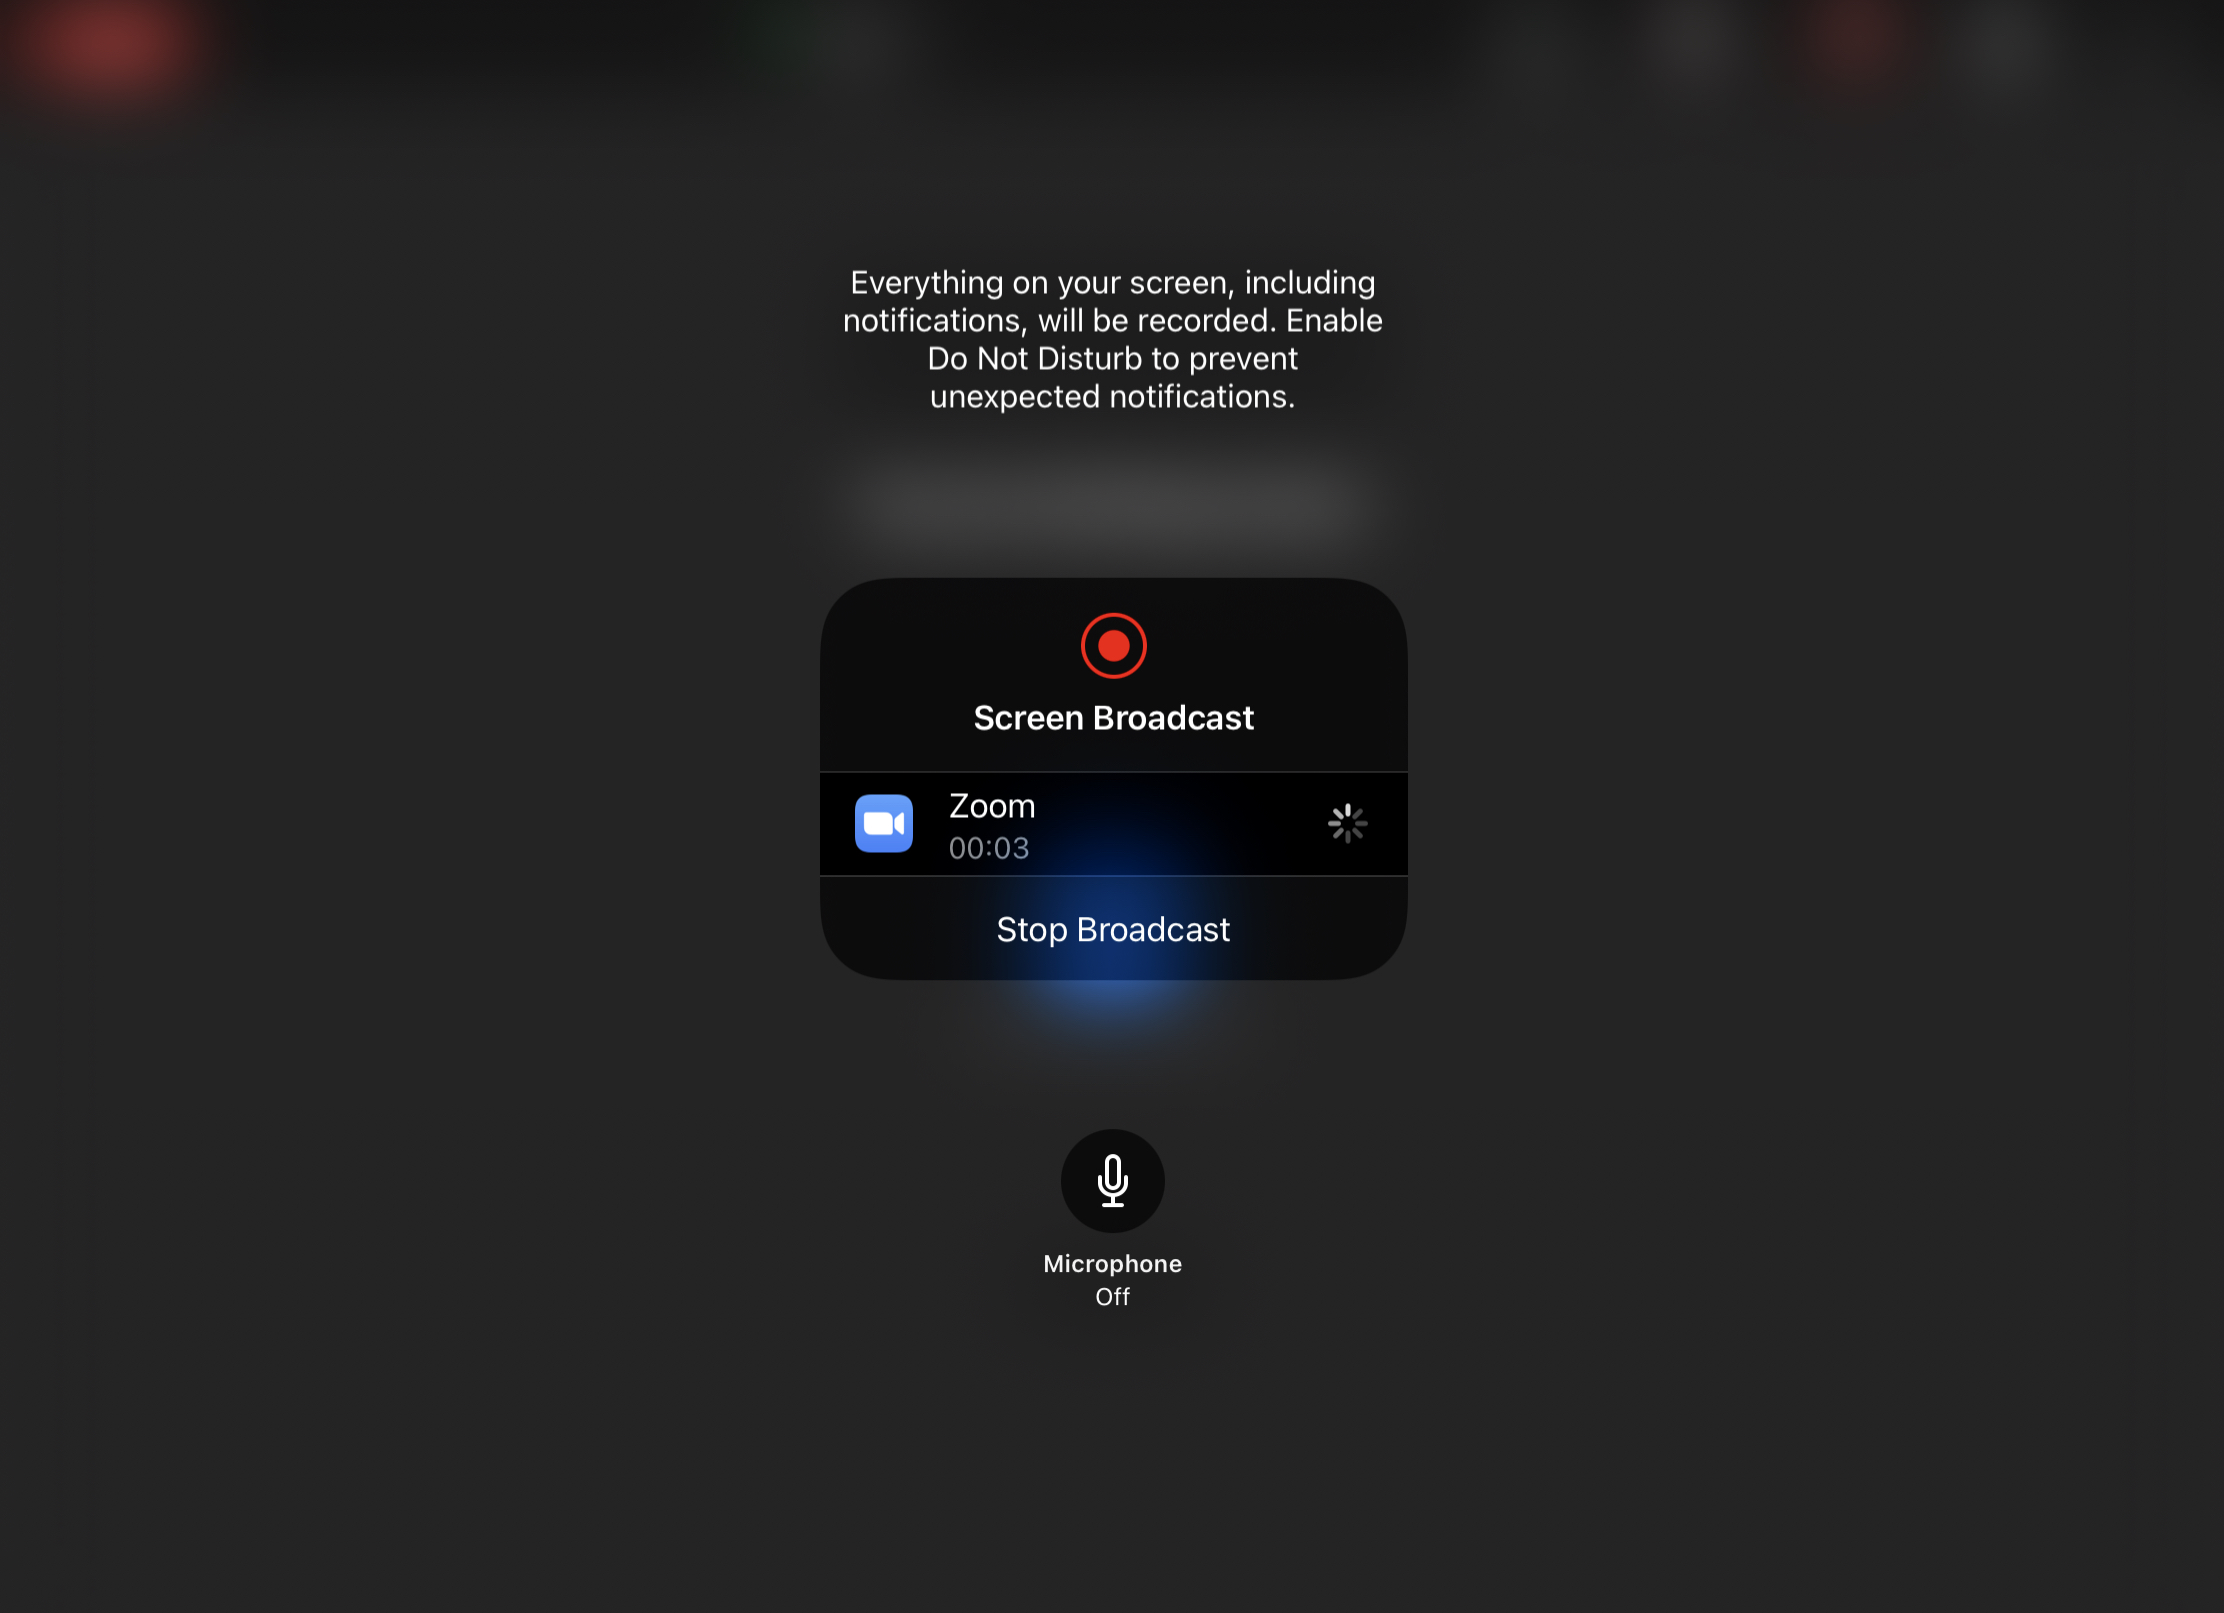 Everything on your screen, including
notifications, will be recorded. Enable
Do Not Disturb to prevent
unexpected notifications.
Screen Broadcast
Zoom
00:03
Stop Broadcast
Microphone
Off